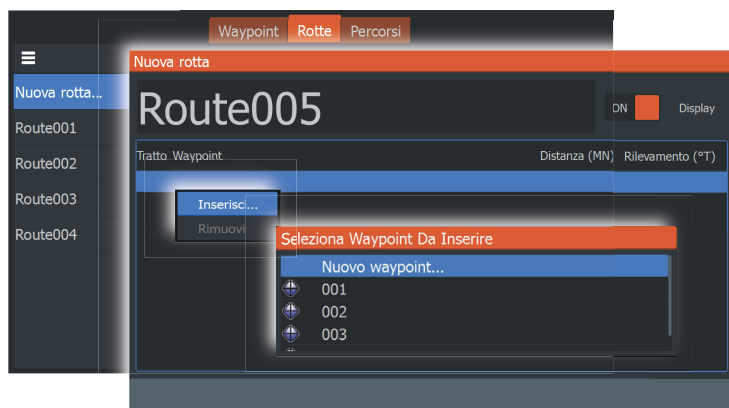 Waypoint Rotte Percorsi
Nuova rotta
Nuova rotta...
Route001
Route002
Route003
Route004
Route005
ON Display
Tratto Waypoint Distanza (MN) Rilevamento (°T)
Inserisci...
Rimuovi
Seleziona Waypoint Da Inserire
Nuovo waypoint...
001
002
003